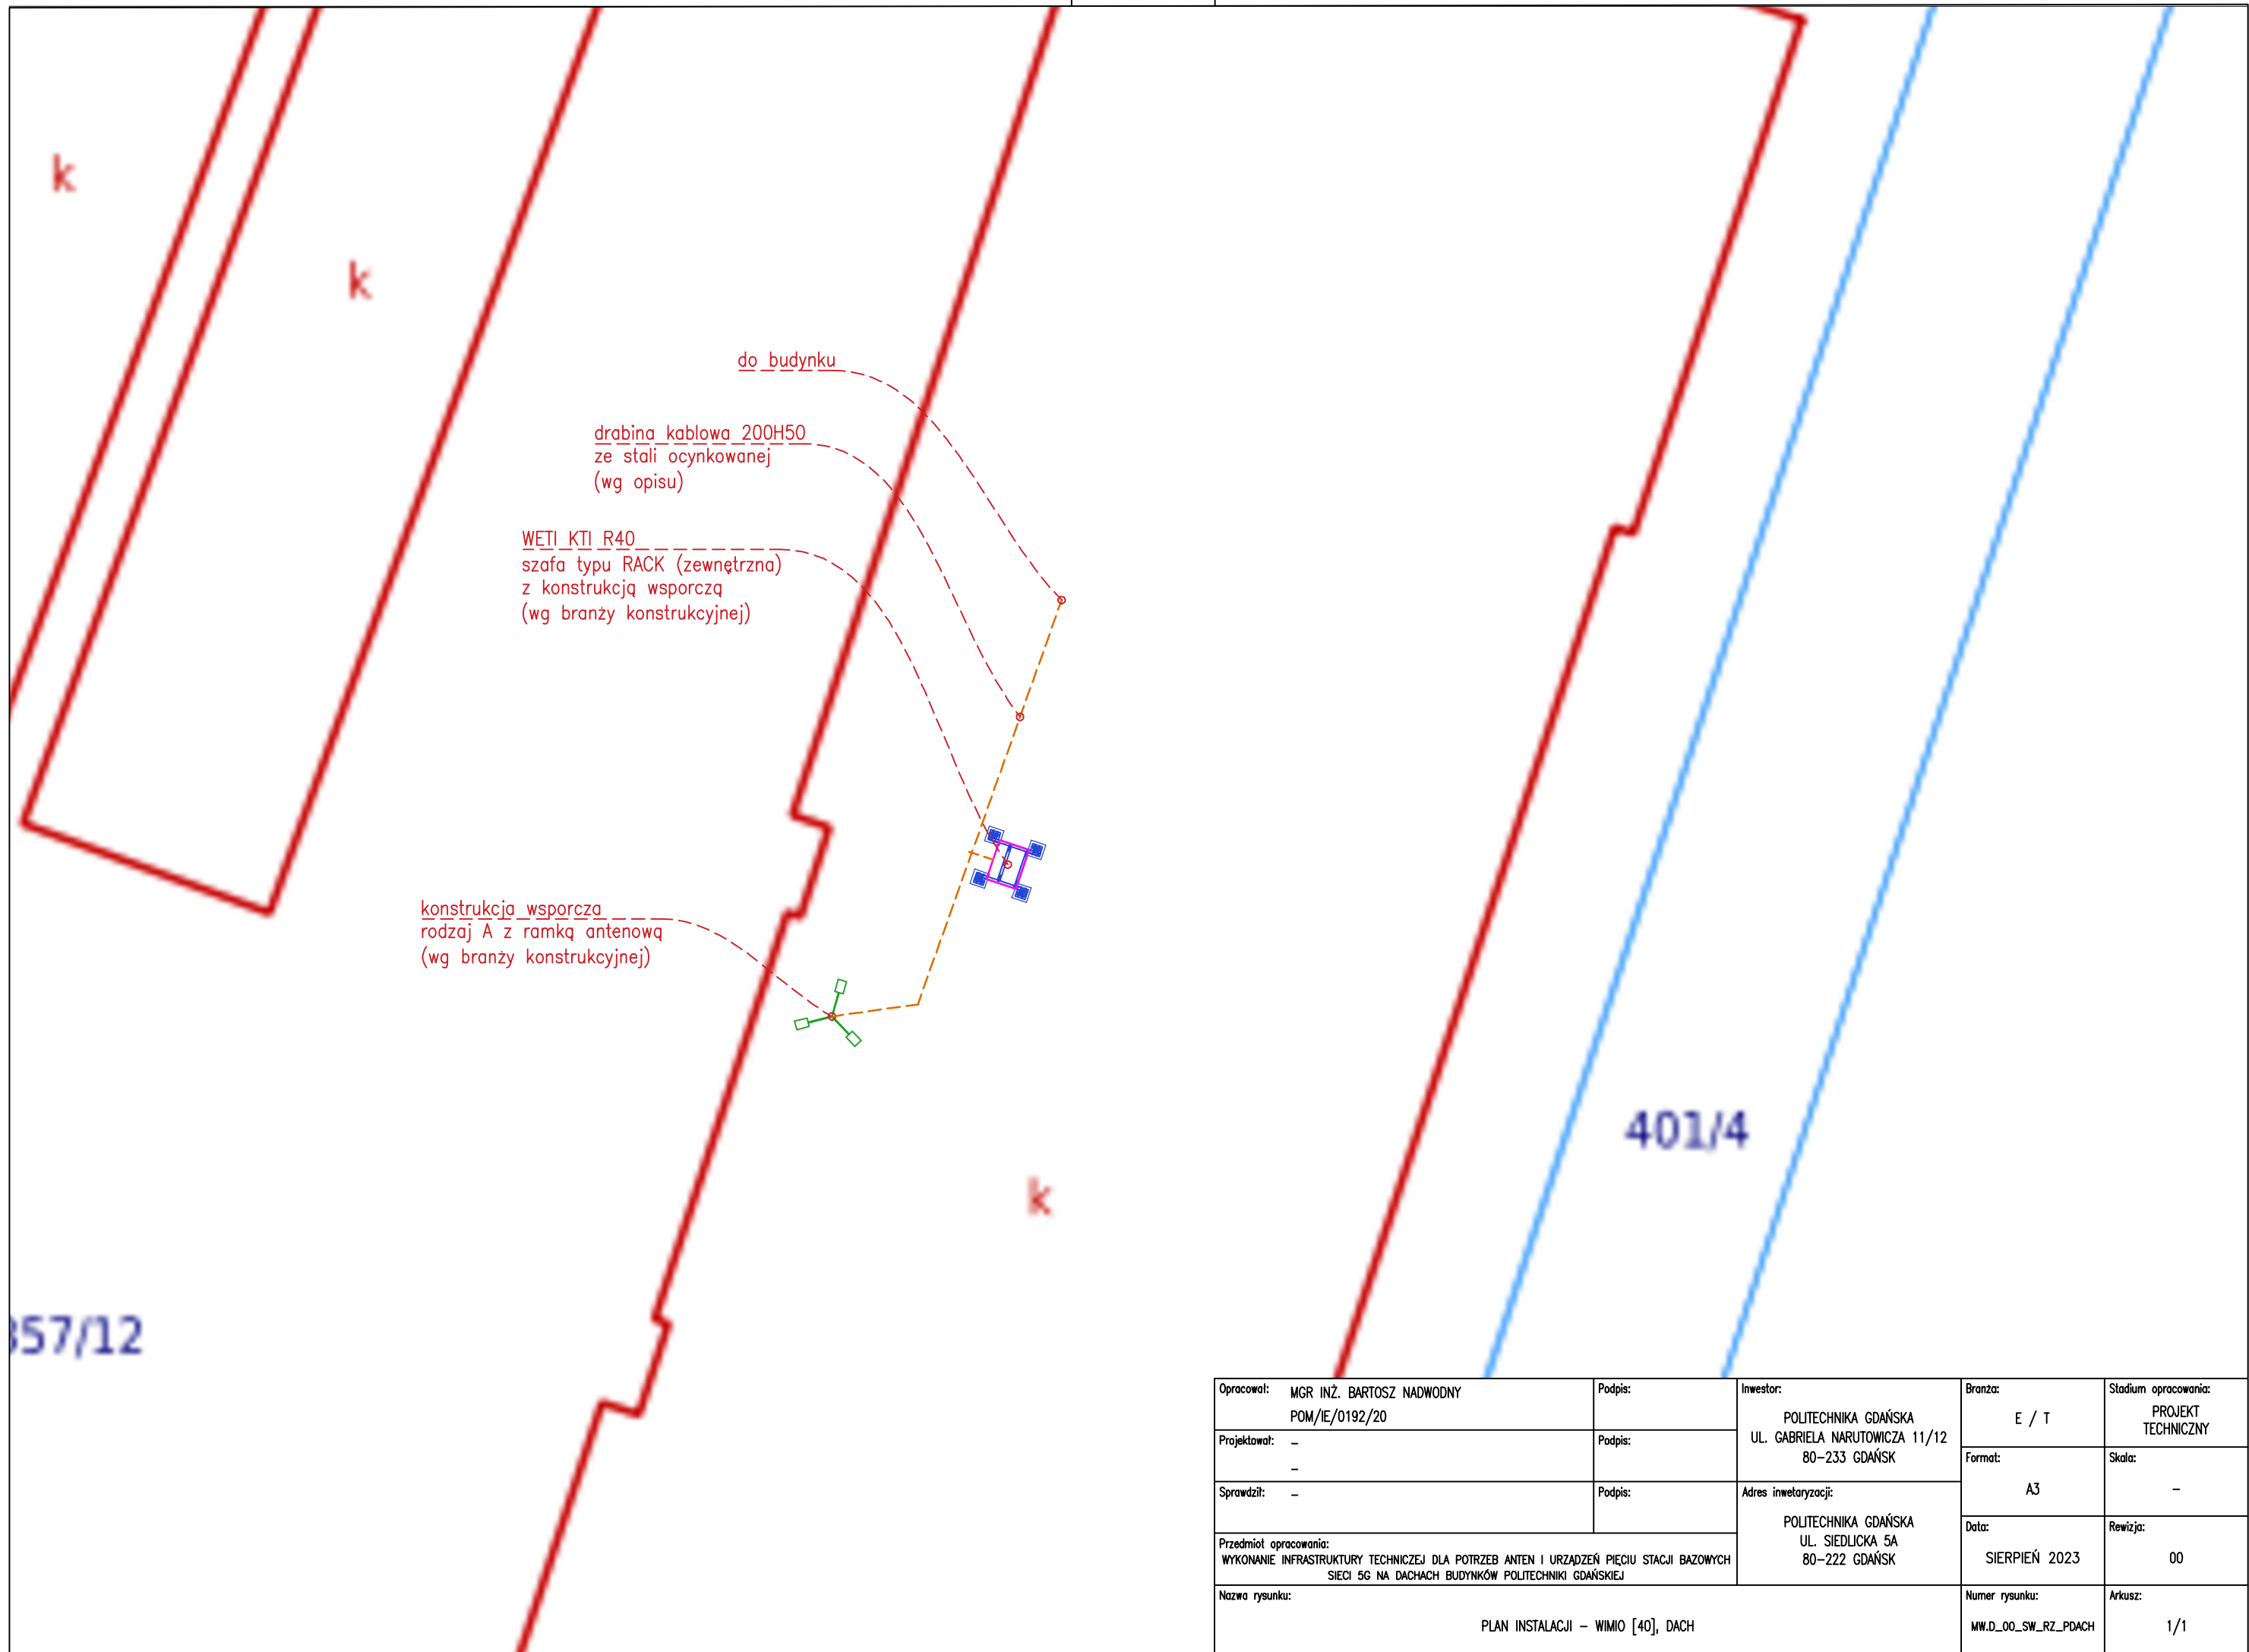 k
k
do budynku
drabina kablowa 200H50
ze stali ocynkowanej
(wg opisu)
WETI KTI R40
szafa typu RACK (zewnętrzna)
z konstrukcją wsporczą
(wg branży konstrukcyjnej)
konstrukcja wsporcza
rodzaj A z ramką antenową
(wg branży konstrukcyjnej)
401/4
k
357/12
Opracował: MGR INŻ. BARTOSZ NADWODNY
POM/IE/0192/20
Podpis:
Projektował: –
–
Podpis:
Sprawdził: –
Podpis:
Inwestor:
POLITECHNIKA GDAŃSKA
UL. GABRIELA NARUTOWICZA 11/12
80-233 GDAŃSK
Adres inwetaryzacji:
POLITECHNIKA GDAŃSKA
UL. SIEDLICKA 5A
80-222 GDAŃSK
Branża:
E / T
Stadium opracowania:
PROJEKT
TECHNICZNY
Format:
A3
Skala:
–
Data:
SIERPIEŃ 2023
Rewizja:
00
Przedmiot opracowania:
WYKONANIE INFRASTRUKTURY TECHNICZEJ DLA POTRZEB ANTEN I URZĄDZEŃ PIĘCIU STACJI BAZOWYCH
SIECI 5G NA DACHACH BUDYNKÓW POLITECHNIKI GDAŃSKIEJ
Nazwa rysunku:
PLAN INSTALACJI – WIMIO [40], DACH
Numer rysunku:
MW.D_00_SW_RZ_PDACH
Arkusz:
1/1